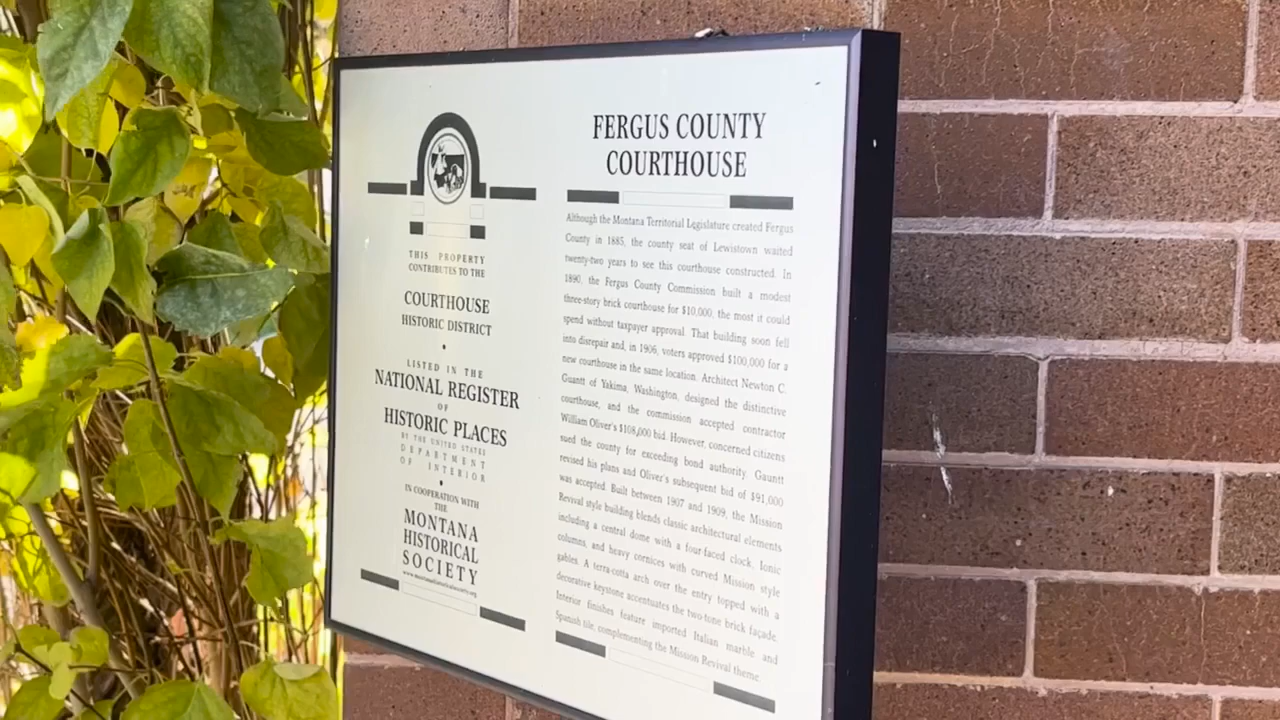 THIS PROPERTY
CONTRIBUTES TO THE
COURTHOUSE
HISTORIC DISTRICT
•
LISTED IN THE
NATIONAL REGISTER
OF
HISTORIC PLACES
BY THE UNITED STATES
DEPARTMENT
OF INTERIOR
•
IN COOPERATION WITH
THE
MONTANA
HISTORICAL
SOCIETY
www.montanahistoricalsociety.org
FERGUS COUNTY
COURTHOUSE
Although the Montana Territorial Legislature created Fergus
County in 1885, the county seat of Lewistown waited
twenty-two years to see this courthouse constructed. In
1890, the Fergus County Commission built a modest
three-story brick courthouse for $10,000, the most it could
spend without taxpayer approval. That building soon fell
into disrepair and, in 1906, voters approved $100,000 for a
new courthouse in the same location. Architect Newton C.
Guantt of Yakima, Washington, designed the distinctive
courthouse, and the commission accepted contractor
William Oliver's $108,000 bid. However, concerned citizens
sued the county for exceeding bond authority. Gauntt
revised his plans and Oliver's subsequent bid of $91,000
was accepted. Built between 1907 and 1909, the Mission
Revival style building blends classic architectural elements
including a central dome with a four-faced clock, Ionic
columns, and heavy cornices with curved Mission style
gables. A terra-cotta arch over the entry topped with a
decorative keystone accentuates the two-tone brick façade.
Interior finishes feature imported Italian marble and
Spanish tile, complementing the Mission Revival theme.